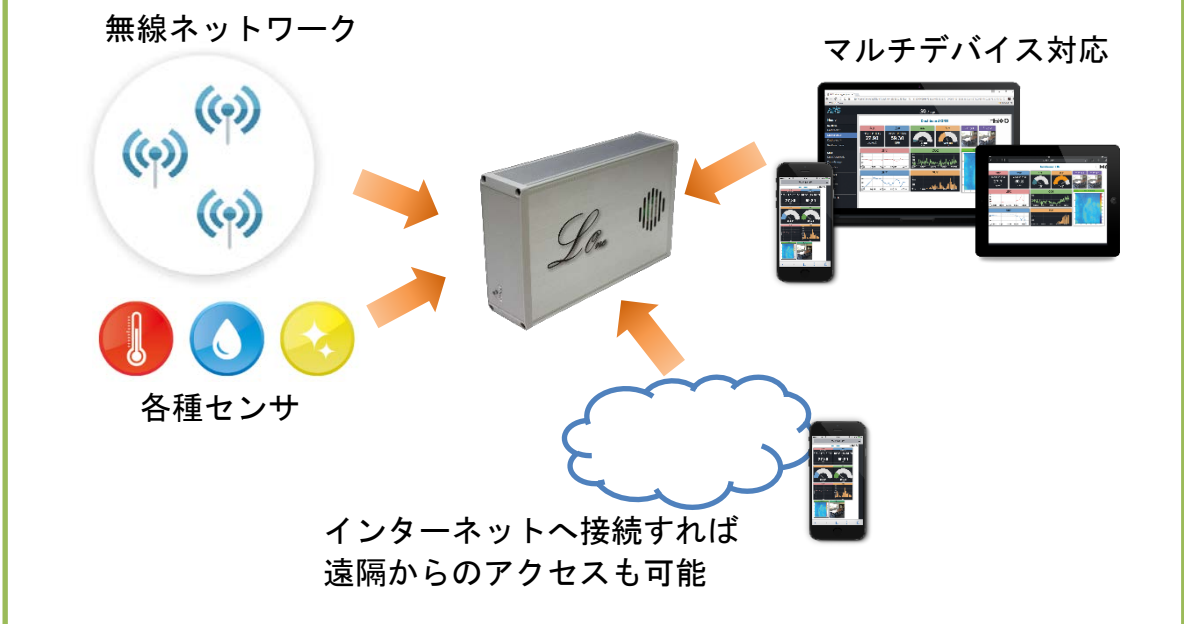 無線ネットワーク
マルチデバイス対応
L One
各種センサ
インターネットへ接続すれば
遠隔からのアクセスも可能